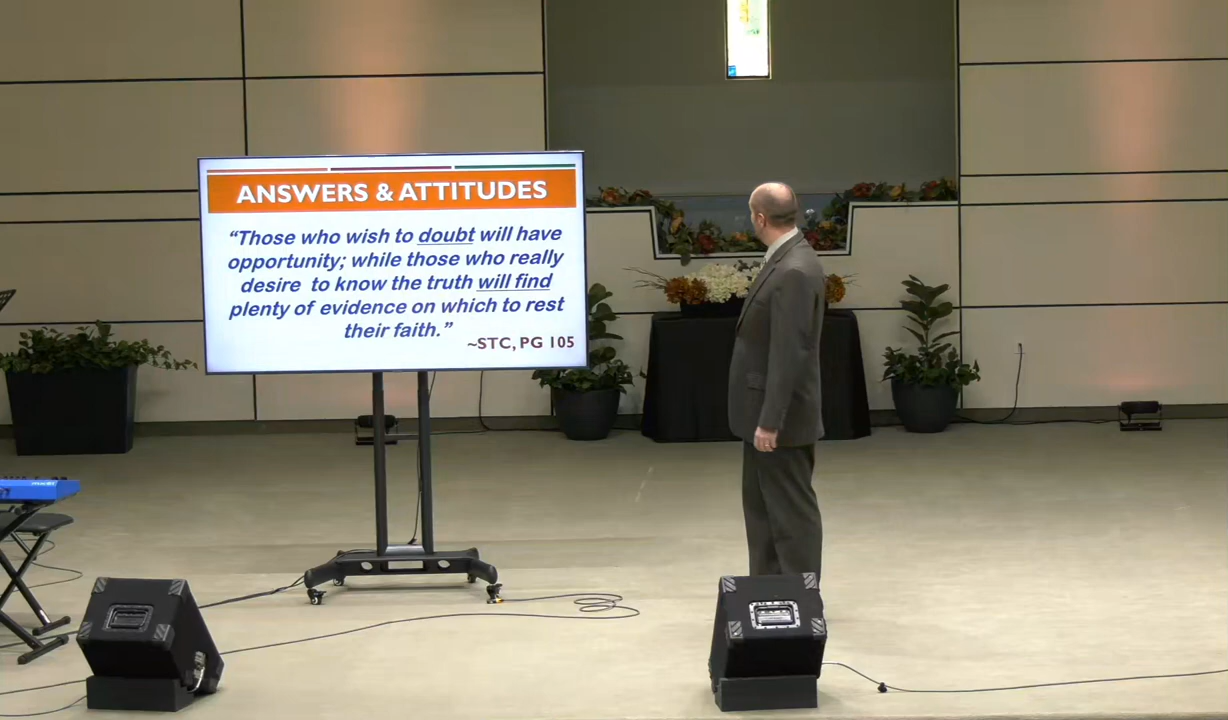 ANSWERS & ATTITUDES
“Those who wish to doubt will have
opportunity; while those who really
desire to know the truth will find
plenty of evidence on which to rest
their faith.”
~STC, PG 105